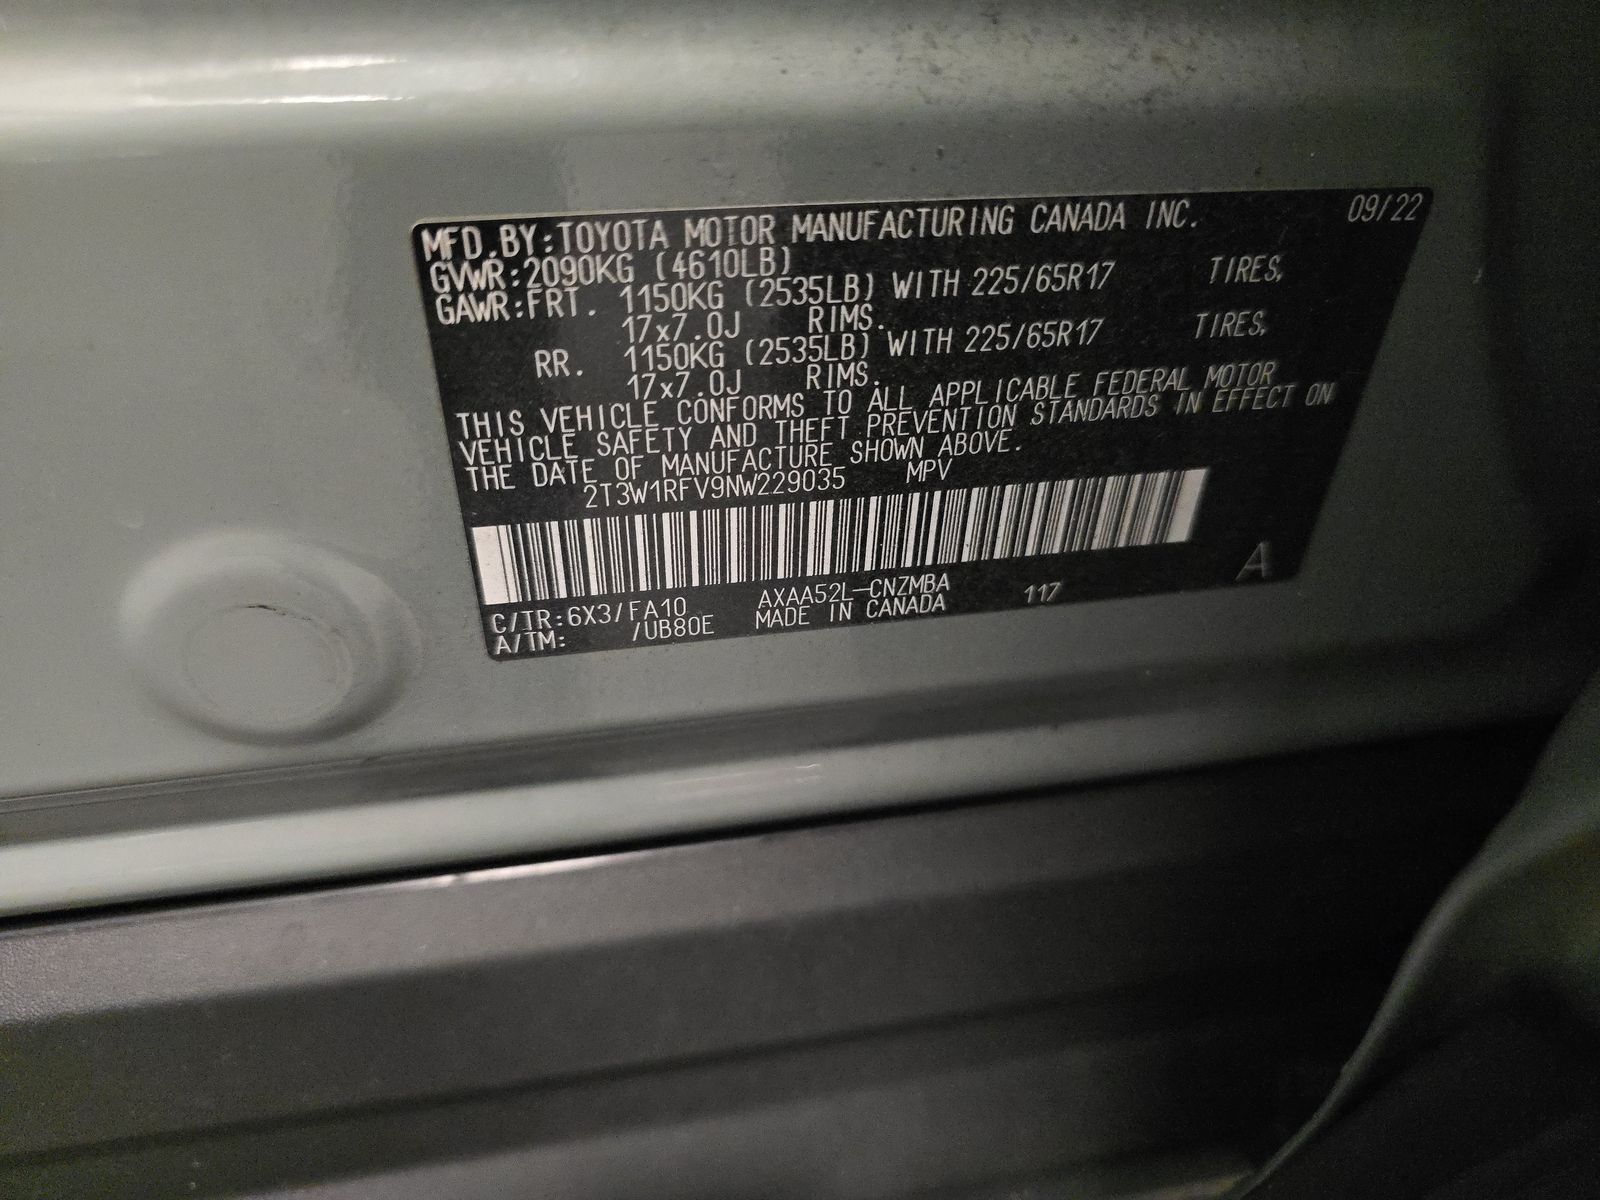 MFD.BY:TOYOTA MOTOR MANUFACTURING CANADA INC. 09/22
GVWR:2090KG (4610LB)
GAWR:FRT. 1150KG (2535LB) WITH 225/65R17 TIRES,
17x7.0J RIMS.
RR. 1150KG (2535LB) WITH 225/65R17 TIRES,
17x7.0J RIMS.
THIS VEHICLE CONFORMS TO ALL APPLICABLE FEDERAL MOTOR
VEHICLE SAFETY AND THEFT PREVENTION STANDARDS IN EFFECT ON
THE DATE OF MANUFACTURE SHOWN ABOVE.
2T3W1RFV9NW229035 MPV
C/TR:6X3/FA10 AXAA52L-CNZMBA 117 A
A/TM: /UB80E MADE IN CANADA